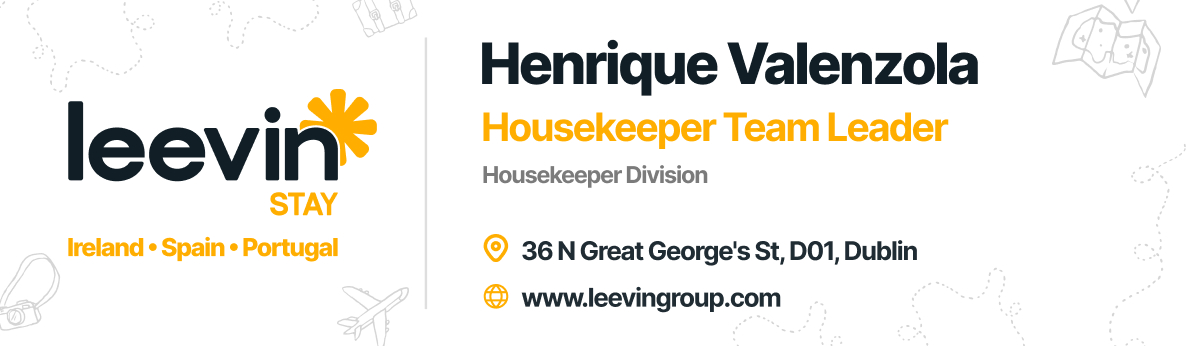 leevin
STAY
Ireland • Spain • Portugal
Henrique Valenzola
Housekeeper Team Leader
Housekeeper Division
36 N Great George's St, D01, Dublin
www.leevingroup.com